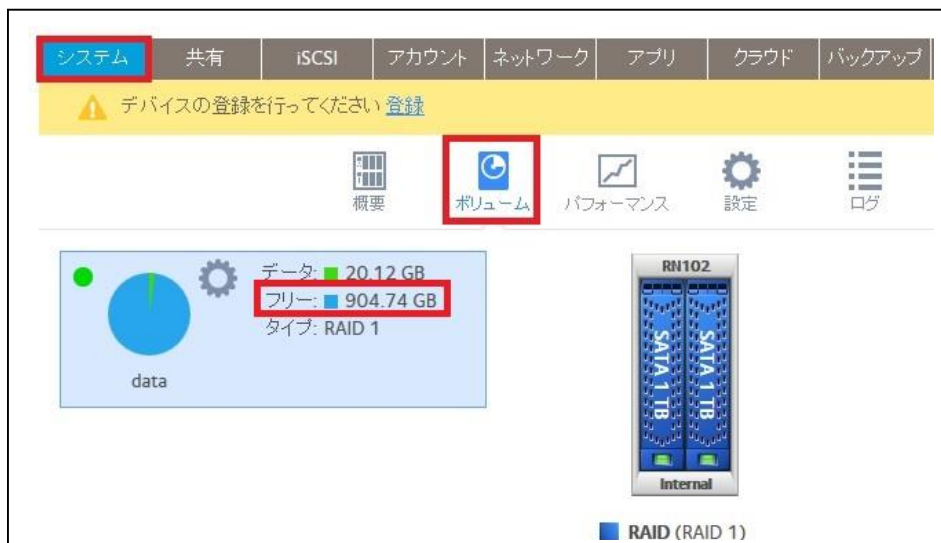 システム 共有 iSCSI アカウント ネットワーク アプリ クラウド バックアップ
デバイスの登録を行ってください 登録
概要 ボリューム パフォーマンス 設定 ログ
データ: 20.12 GB
フリー: 904.74 GB
タイプ: RAID 1
data
RN102
SATA 1 TB SATA 1 TB
Internal
RAID (RAID 1)